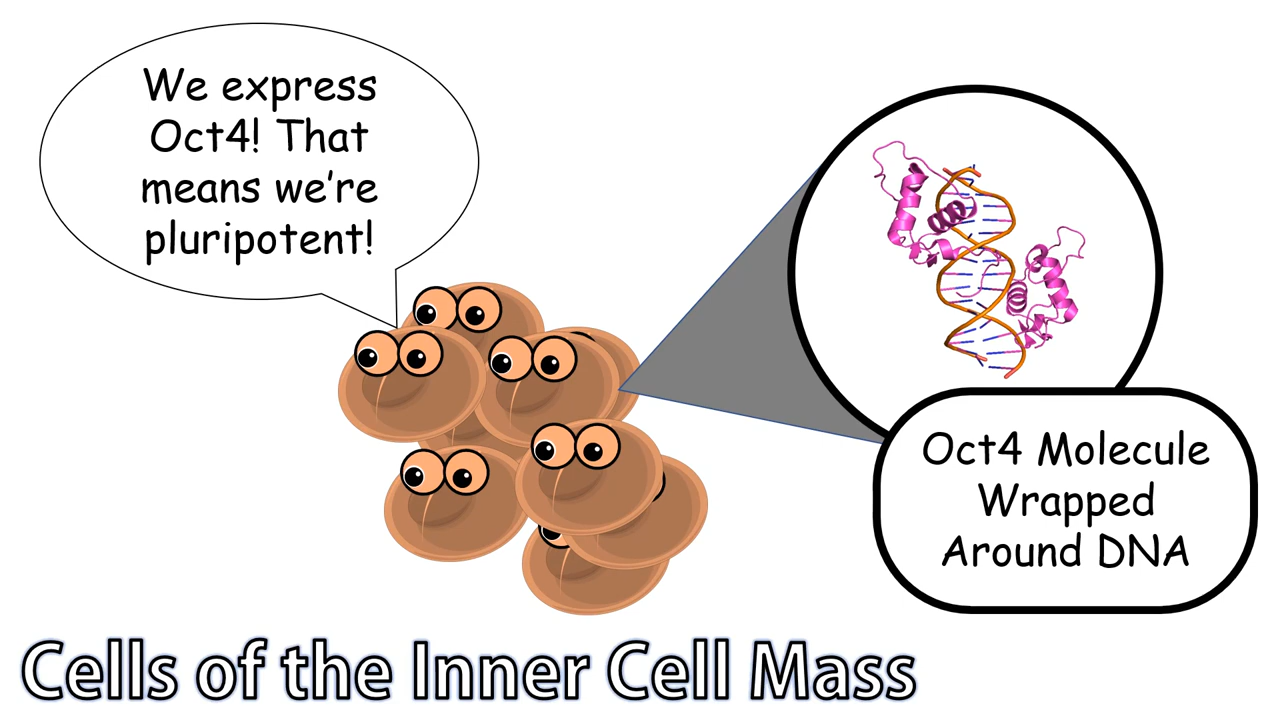 We express
Oct4! That
means we’re
pluripotent!
Oct4 Molecule
Wrapped
Around DNA
Cells of the Inner Cell Mass